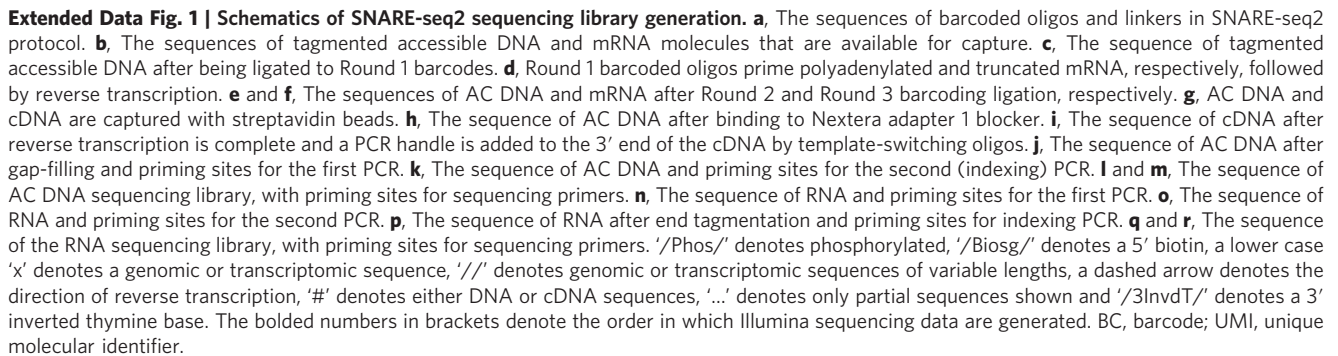 Extended Data Fig. 1 | Schematics of SNARE-seq2 sequencing library generation. a, The sequences of barcoded oligos and linkers in SNARE-seq2
protocol. b, The sequences of tagmented accessible DNA and mRNA molecules that are available for capture. c, The sequence of tagmented
accessible DNA after being ligated to Round 1 barcodes. d, Round 1 barcoded oligos prime polyadenylated and truncated mRNA, respectively, followed
by reverse transcription. e and f, The sequences of AC DNA and mRNA after Round 2 and Round 3 barcoding ligation, respectively. g, AC DNA and
cDNA are captured with streptavidin beads. h, The sequence of AC DNA after binding to Nextera adapter 1 blocker. i, The sequence of cDNA after
reverse transcription is complete and a PCR handle is added to the 3′ end of the cDNA by template-switching oligos. j, The sequence of AC DNA after
gap-filling and priming sites for the first PCR. k, The sequence of AC DNA and priming sites for the second (indexing) PCR. l and m, The sequence of
AC DNA sequencing library, with priming sites for sequencing primers. n, The sequence of RNA and priming sites for the first PCR. o, The sequence of
RNA and priming sites for the second PCR. p, The sequence of RNA after end tagmentation and priming sites for indexing PCR. q and r, The sequence
of the RNA sequencing library, with priming sites for sequencing primers. ‘/Phos/’ denotes phosphorylated, ‘/Biosg/’ denotes a 5′ biotin, a lower case
‘x’ denotes a genomic or transcriptomic sequence, ‘//’ denotes genomic or transcriptomic sequences of variable lengths, a dashed arrow denotes the
direction of reverse transcription, ‘#’ denotes either DNA or cDNA sequences, ‘…’ denotes only partial sequences shown and ‘/3InvdT/’ denotes a 3′
inverted thymine base. The bolded numbers in brackets denote the order in which Illumina sequencing data are generated. BC, barcode; UMI, unique
molecular identifier.